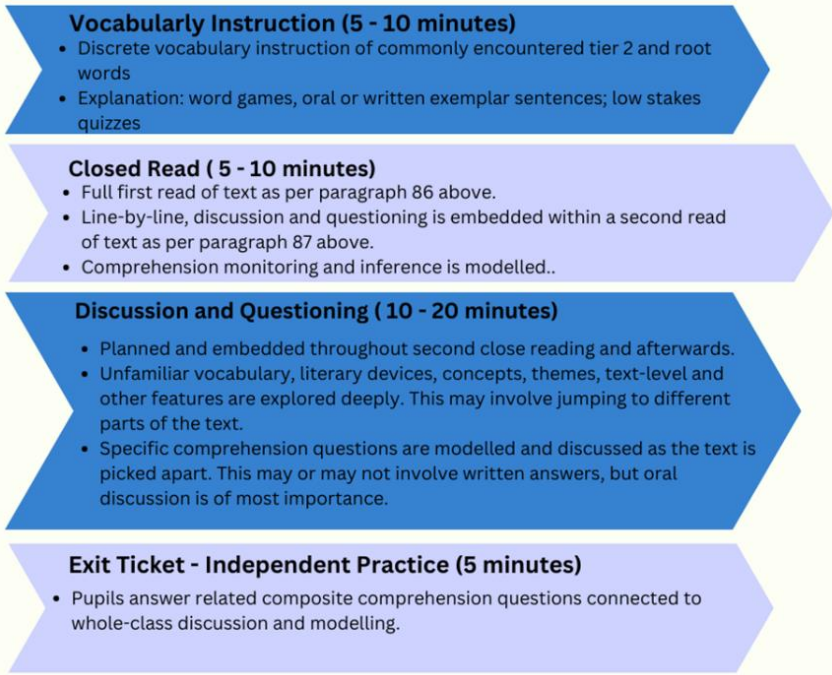 Vocabularly Instruction (5 - 10 minutes)
• Discrete vocabulary instruction of commonly encountered tier 2 and root
words
• Explanation: word games, oral or written exemplar sentences; low stakes
quizzes
Closed Read ( 5 - 10 minutes)
• Full first read of text as per paragraph 86 above.
• Line-by-line, discussion and questioning is embedded within a second read
of text as per paragraph 87 above.
• Comprehension monitoring and inference is modelled..
Discussion and Questioning ( 10 - 20 minutes)
• Planned and embedded throughout second close reading and afterwards.
• Unfamiliar vocabulary, literary devices, concepts, themes, text-level and
other features are explored deeply. This may involve jumping to different
parts of the text.
• Specific comprehension questions are modelled and discussed as the text is
picked apart. This may or may not involve written answers, but oral
discussion is of most importance.
Exit Ticket - Independent Practice (5 minutes)
• Pupils answer related composite comprehension questions connected to
whole-class discussion and modelling.